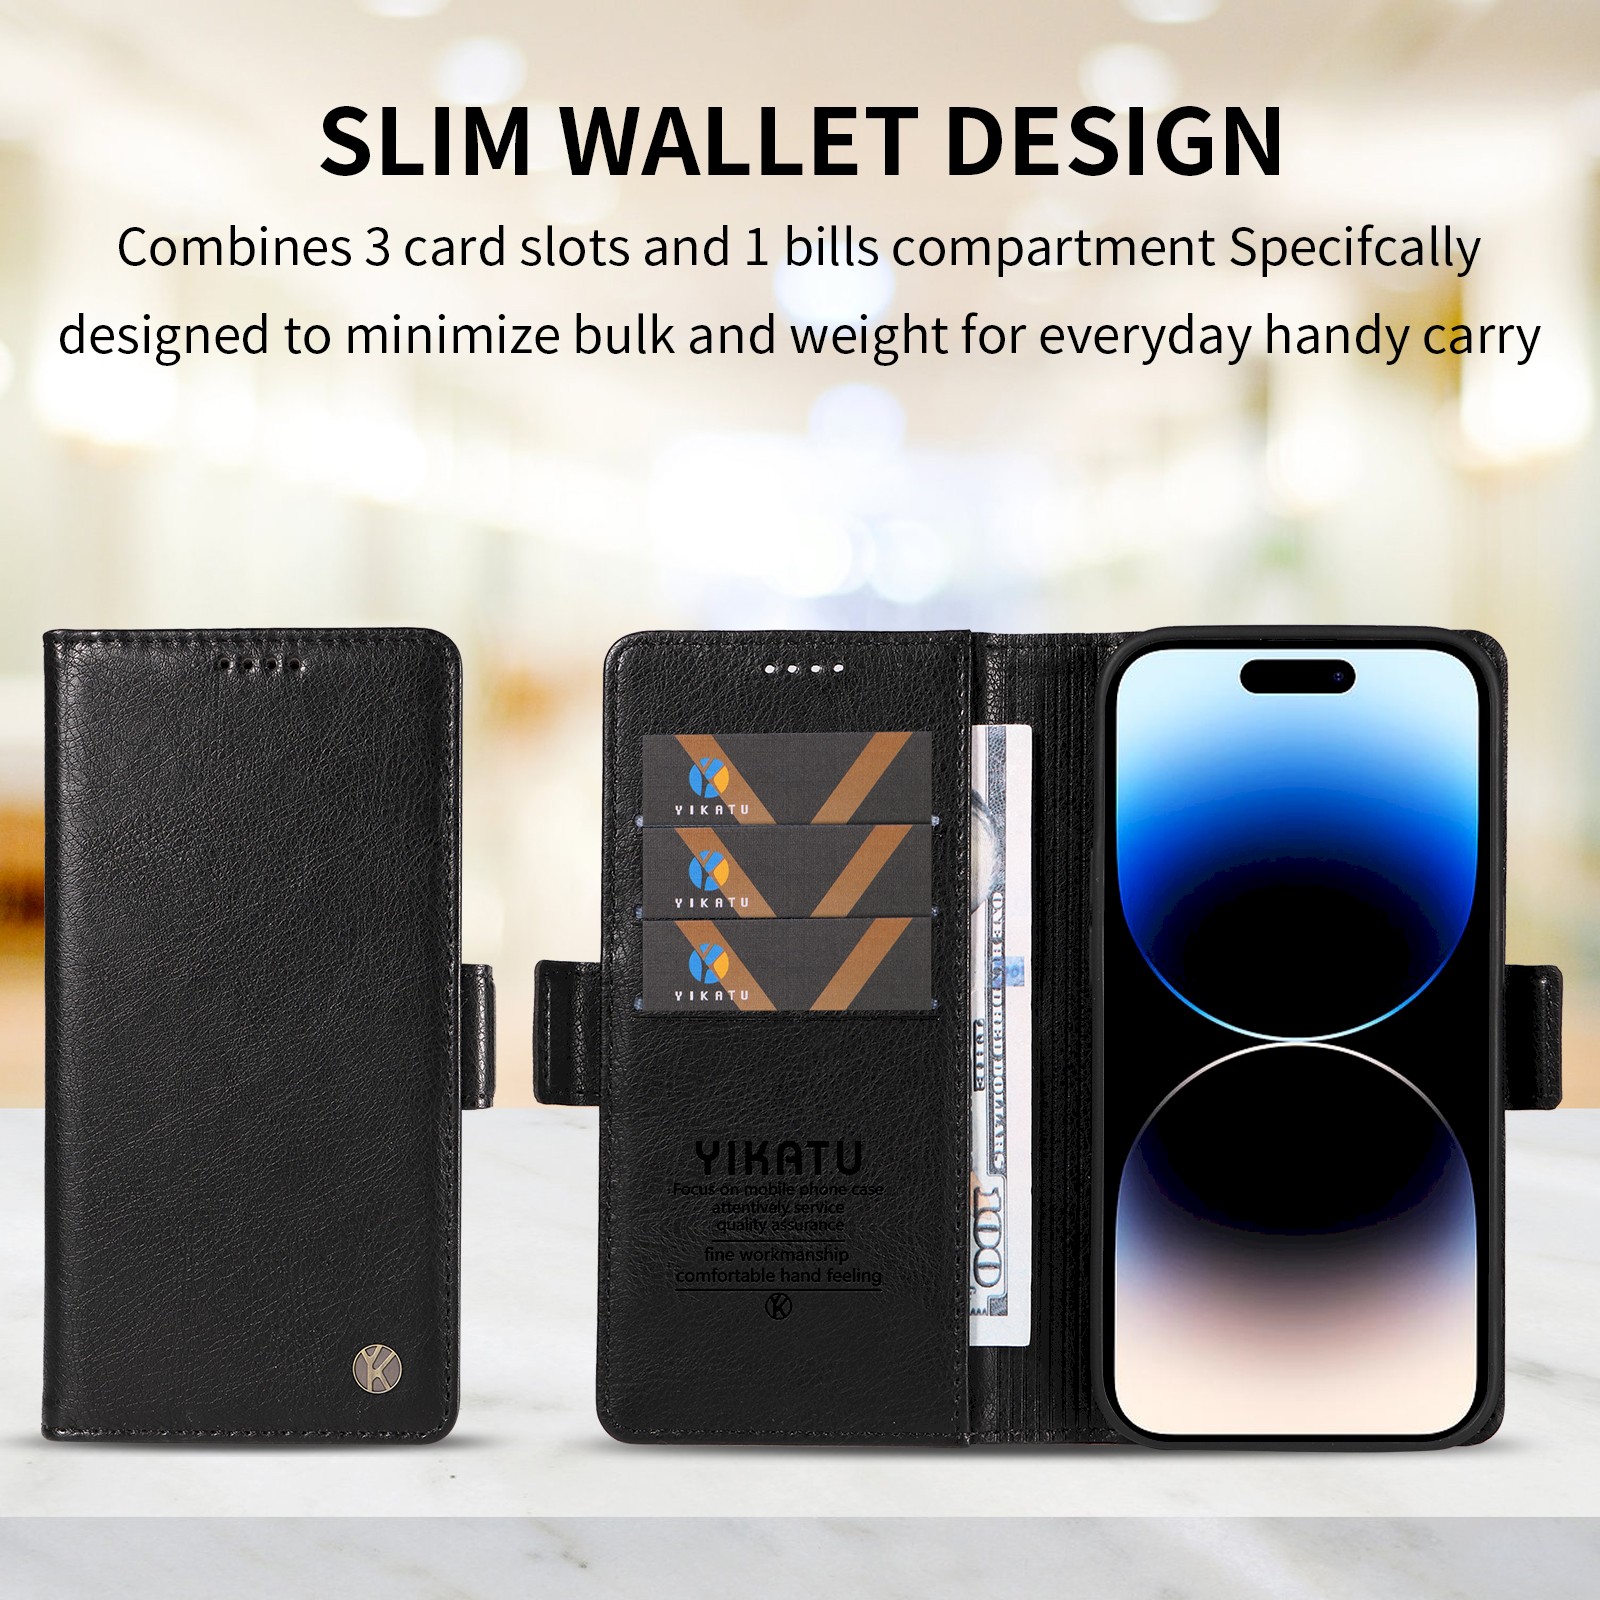 SLIM WALLET DESIGN
Combines 3 card slots and 1 bills compartment Specifcally
designed to minimize bulk and weight for everyday handy carry
YIKATU
YIKATU
YIKATU
100
YIKATU
Focus on mobile phone case
attentively service
quality assurance
fine workmanship
comfortable hand feeling